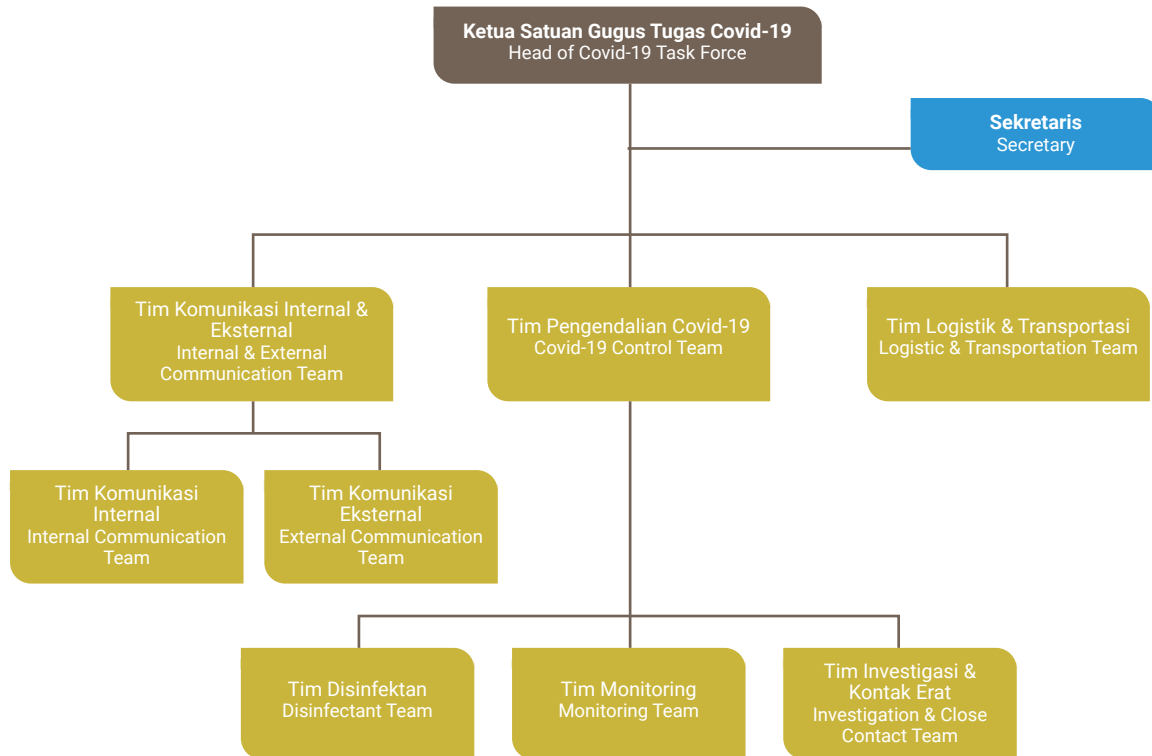 Ketua Satuan Gugus Tugas Covid-19
Head of Covid-19 Task Force
Sekretaris
Secretary
Tim Komunikasi Internal &
Eksternal
Internal & External
Communication Team
Tim Pengendalian Covid-19
Covid-19 Control Team
Tim Logistik & Transportasi
Logistic & Transportation Team
Tim Komunikasi
Internal
Internal Communication
Team
Tim Komunikasi
Eksternal
External Communication
Team
Tim Disinfektan
Disinfectant Team
Tim Monitoring
Monitoring Team
Tim Investigasi &
Kontak Erat
Investigation & Close
Contact Team